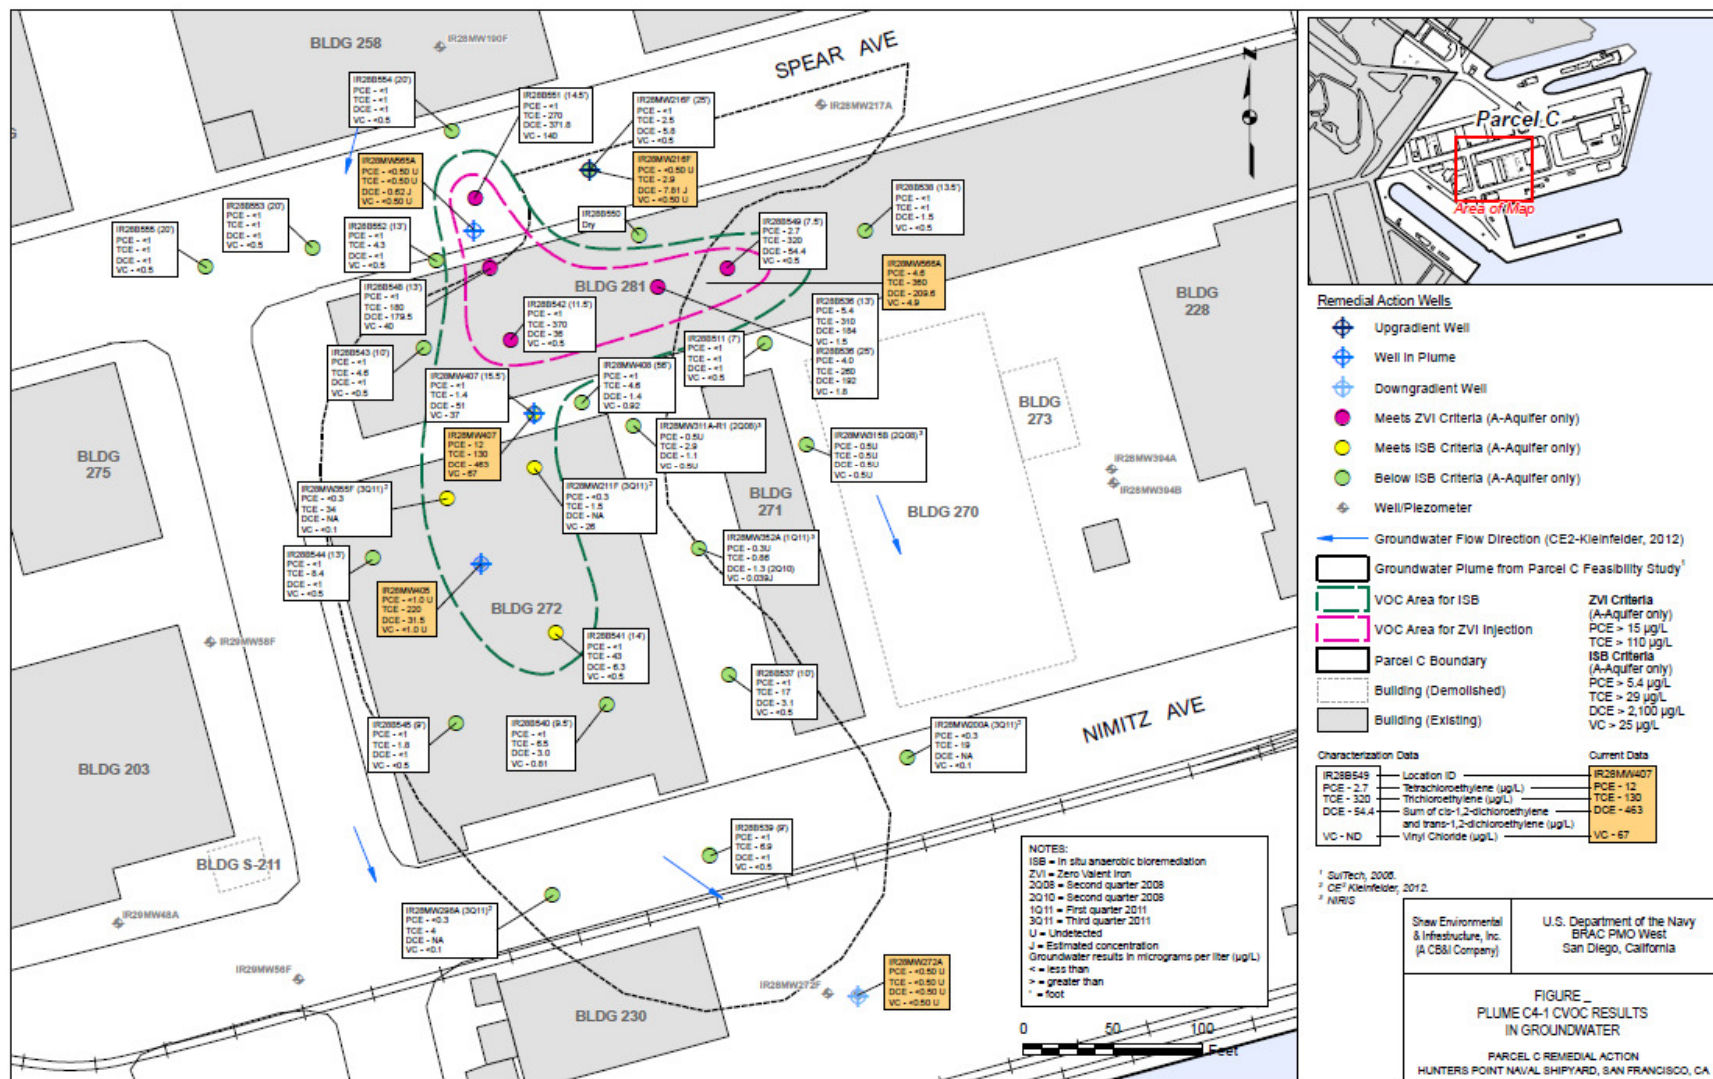 BLDG 258
IR28MW190F
SPEAR AVE
IR28MW217A
IR28B554 (20')
PCE - <1
TCE - <1
DCE - <1
VC - <0.5
IR28B551 (14.5')
PCE - <1
TCE - 270
DCE - 371.8
VC - 140
IR28MW216F (25')
PCE - <1
TCE - 2.5
DCE - 5.8
VC - <0.5
IR28MW565A
PCE - <0.50 U
TCE - <0.50 U
DCE - 0.62 J
VC - <0.50 U
IR28MW216F
PCE - <0.50 U
TCE - 2.9
DCE - 7.81 J
VC - <0.50 U
IR28B538 (13.5')
PCE - <1
TCE - <1
DCE - 1.5
VC - <0.5
IR28B555 (20')
PCE - <1
TCE - <1
DCE - <1
VC - <0.5
IR28B553 (20')
PCE - <1
TCE - <1
DCE - <1
VC - <0.5
IR28B552 (13')
PCE - <1
TCE - 4.3
DCE - <1
VC - <0.5
IR28B550
Dry
IR28B549 (7.5')
PCE - 2.7
TCE - 320
DCE - 54.4
VC - <0.5
IR28MW566A
PCE - 4.6
TCE - 360
DCE - 209.6
VC - 4.9
IR28B548 (13')
PCE - <1
TCE - 180
DCE - 179.5
VC - 40
BLDG 281
IR28B542 (11.5')
PCE - <1
TCE - 370
DCE - 36
VC - <0.5
IR28B536 (13')
PCE - 5.4
TCE - 310
DCE - 184
VC - 1.5
IR28B536 (25')
PCE - 4.0
TCE - 260
DCE - 192
VC - 1.8
BLDG
228
IR28B543 (10')
PCE - <1
TCE - 4.6
DCE - <1
VC - <0.5
IR28B511 (7')
PCE - <1
TCE - <1
DCE - <1
VC - <0.5
IR28MW407 (15.5')
PCE - <1
TCE - 1.4
DCE - 51
VC - 37
IR28MW408 (56')
PCE - <1
TCE - 4.6
DCE - 1.4
VC - 0.92
IR28MW407
PCE - 12
TCE - 130
DCE - 463
VC - 67
IR28MW311A-R1 (2Q08)³
PCE - 0.5U
TCE - 2.9
DCE - 1.1
VC - 0.5U
IR28MW315B (2Q08)³
PCE - 0.5U
TCE - 0.5U
DCE - 0.5U
VC - 0.5U
BLDG
273
IR28MW394A
IR28MW394B
BLDG
275
IR28MW355F (3Q11)²
PCE - <0.3
TCE - 34
DCE - NA
VC - <0.1
IR28MW211F (3Q11)²
PCE - <0.3
TCE - 1.5
DCE - NA
VC - 26
BLDG
271
BLDG 270
IR28B544 (13')
PCE - <1
TCE - 8.4
DCE - <1
VC - <0.5
IR28MW352A (1Q11)³
PCE - 0.3U
TCE - 0.86
DCE - 1.3 (2Q10)
VC - 0.039J
IR28MW405
PCE - <1.0 U
TCE - 220
DCE - 31.5
VC - <1.0 U
BLDG 272
IR28B541 (14')
PCE - <1
TCE - 43
DCE - 6.3
VC - <0.5
IR29MW58F
IR28B537 (10')
PCE - <1
TCE - 17
DCE - 3.1
VC - <0.5
IR28B545 (9')
PCE - <1
TCE - 1.8
DCE - <1
VC - <0.5
IR28B540 (9.5')
PCE - <1
TCE - 6.5
DCE - 3.0
VC - 0.81
IR28MW200A (3Q11)²
PCE - <0.3
TCE - 19
DCE - NA
VC - <0.1
NIMITZ AVE
BLDG 203
BLDG S-211
IR29MW48A
IR28B539 (9')
PCE - <1
TCE - 6.9
DCE - <1
VC - <0.5
IR28MW298A (3Q11)²
PCE - <0.3
TCE - 4
DCE - NA
VC - <0.1
IR29MW56F
IR28MW272F
IR28MW272A
PCE - <0.50 U
TCE - <0.50 U
DCE - <0.50 U
VC - <0.50 U
BLDG 230
NOTES:
ISB = In situ anaerobic bioremediation
ZVI = Zero Valent Iron
2Q08 = Second quarter 2008
2Q10 = Second quarter 2008
1Q11 = First quarter 2011
3Q11 = Third quarter 2011
U = Undetected
J = Estimated concentration
Groundwater results in micrograms per liter (µg/L)
< = less than
> = greater than
' = foot
0 50 100
Feet
N
Parcel C
Area of Map
Remedial Action Wells
Upgradient Well
Well In Plume
Downgradient Well
Meets ZVI Criteria (A-Aquifer only)
Meets ISB Criteria (A-Aquifer only)
Below ISB Criteria (A-Aquifer only)
Well/Piezometer
Groundwater Flow Direction (CE2-Kleinfelder, 2012)
Groundwater Plume from Parcel C Feasibility Study¹
VOC Area for ISB
VOC Area for ZVI Injection
Parcel C Boundary
Building (Demolished)
Building (Existing)
ZVI Criteria
(A-Aquifer only)
PCE > 15 µg/L
TCE > 110 µg/L
ISB Criteria
(A-Aquifer only)
PCE > 5.4 µg/L
TCE > 29 µg/L
DCE > 2,100 µg/L
VC > 25 µg/L
Characterization Data
Current Data
IR28B549 Location ID IR28MW407
PCE - 2.7 Tetrachloroethylene (µg/L) PCE - 12
TCE - 320 Trichloroethylene (µg/L) TCE - 130
DCE - 54.4 Sum of cis-1,2-dichloroethylene DCE - 463
and trans-1,2-dichloroethylene (µg/L)
VC - ND Vinyl Chloride (µg/L) VC - 67
¹ SulTech, 2008.
² CE² Kleinfelder, 2012.
³ NIRIS
Shaw Environmental
& Infrastructure, Inc.
(A CB&I Company)
U.S. Department of the Navy
BRAC PMO West
San Diego, California
FIGURE _
PLUME C4-1 CVOC RESULTS
IN GROUNDWATER
PARCEL C REMEDIAL ACTION
HUNTERS POINT NAVAL SHIPYARD, SAN FRANCISCO, CA